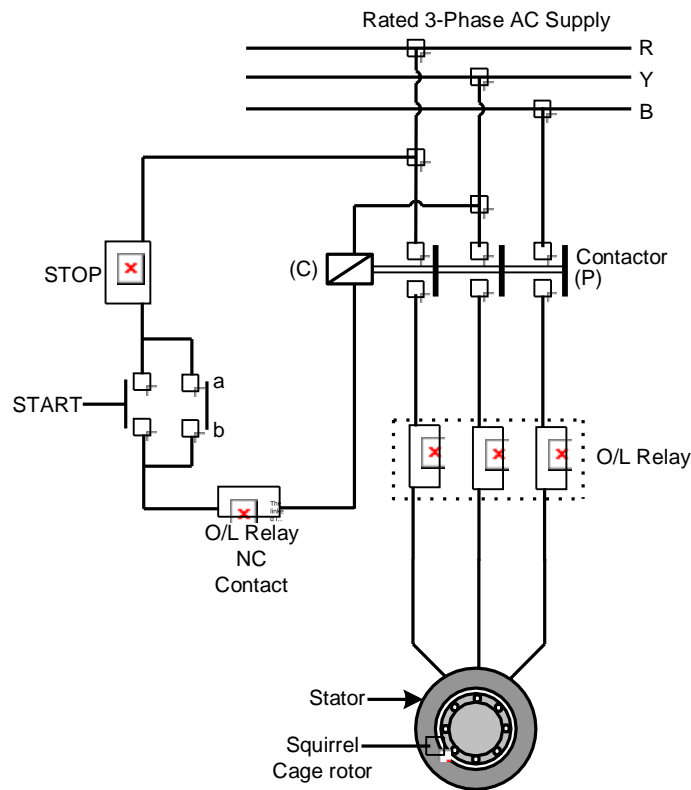 Rated 3-Phase AC Supply
R
Y
B
STOP
(C)
Contactor
(P)
a
START
b
O/L Relay
O/L Relay
NC
Contact
Stator
Squirrel
Cage rotor